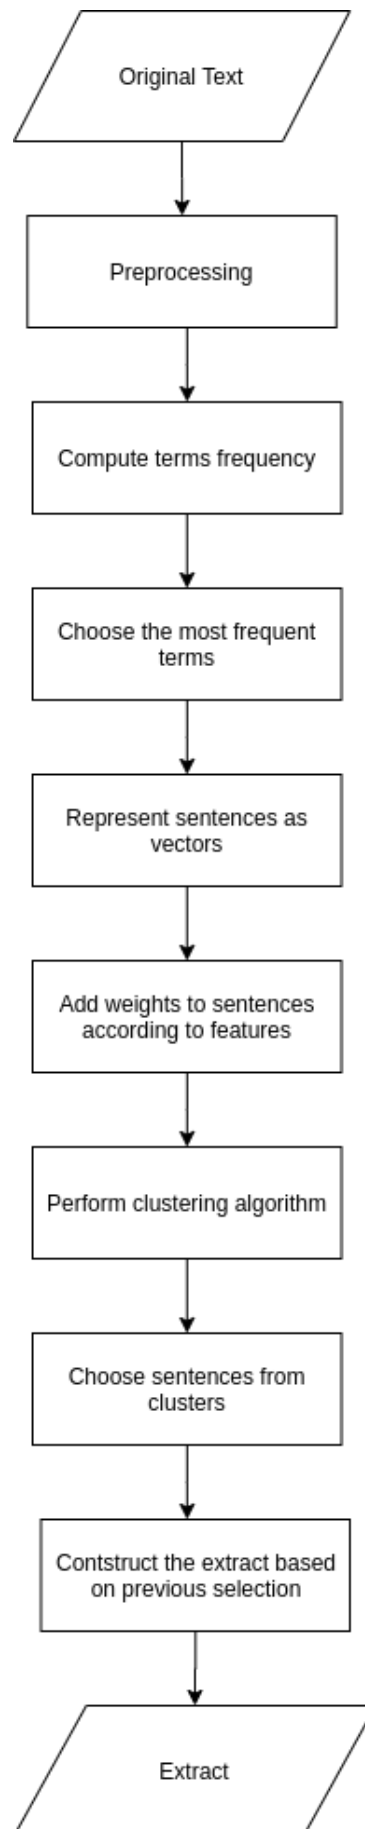 Original Text
Preprocessing
Compute terms frequency
Choose the most frequent
terms
Represent sentences as
vectors
Add weights to sentences
according to features
Perform clustering algorithm
Choose sentences from
clusters
Contstruct the extract based
on previous selection
Extract